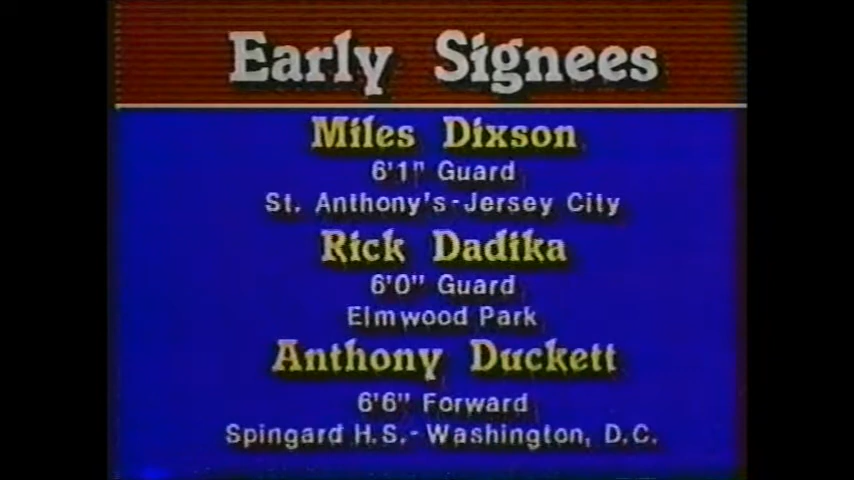 Early Signees
Miles Dixson
6'1" Guard
St. Anthony's-Jersey City
Rick Dadika
6'0" Guard
Elmwood Park
Anthony Duckett
6'6" Forward
Spingard H.S.-Washington, D.C.